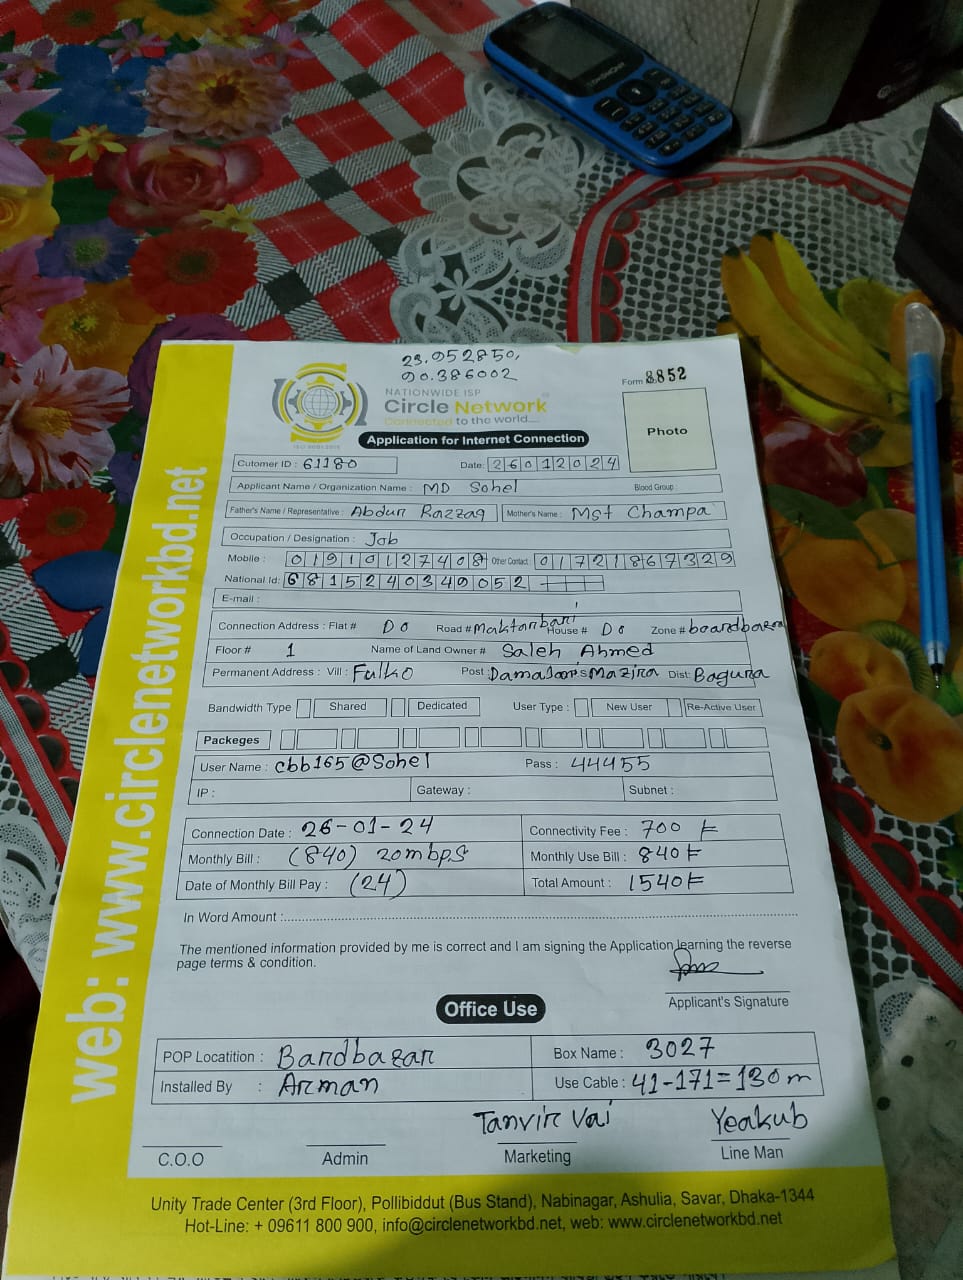 23.952850,
90.386002
NATIONWIDE ISP
Circle Network
Connected to the world....
ISO 9001:2015
Form No 8852
Photo
Application for Internet Connection
Cutomer ID : 61180 Date: 26012024
Applicant Name / Organization Name : MD Sohel Blood Group :
Father's Name / Representative : Abdur Razzag Mother's Name : Mst Champa
Occupation / Designation : Job
Mobile : 01910127408 Other Contact 01721867329
National Id: 6815240349052
E-mail :
Connection Address : Flat # Do Road # Maktarbari House # Do Zone # boardbazar
Floor # 1 Name of Land Owner # Saleh Ahmed
Permanent Address : Vill : Fulko Post : Mazira Dist: Bagura
Bandwidth Type Shared Dedicated User Type : New User Re-Active User
Packeges
User Name : cbb165@Sohel Pass : 44455
IP : Gateway : Subnet :
Connection Date : 26-01-24 Connectivity Fee : 700 ৳
Monthly Bill : (840) 20mbps Monthly Use Bill : 840৳
Date of Monthly Bill Pay : (24) Total Amount : 1540৳
In Word Amount :
The mentioned information provided by me is correct and I am signing the Application learning the reverse
page terms & condition.
Applicant's Signature
Office Use
POP Locatition : Bardbazar Box Name : 3027
Installed By : Arman Use Cable : 41-171=130m
Tanvir Vai Yeakub
C.O.O Admin Marketing Line Man
Unity Trade Center (3rd Floor), Pollibiddut (Bus Stand), Nabinagar, Ashulia, Savar, Dhaka-1344
Hot-Line: + 09611 800 900, info@circlenetworkbd.net, web: www.circlenetworkbd.net
web: www.circlenetworkbd.net